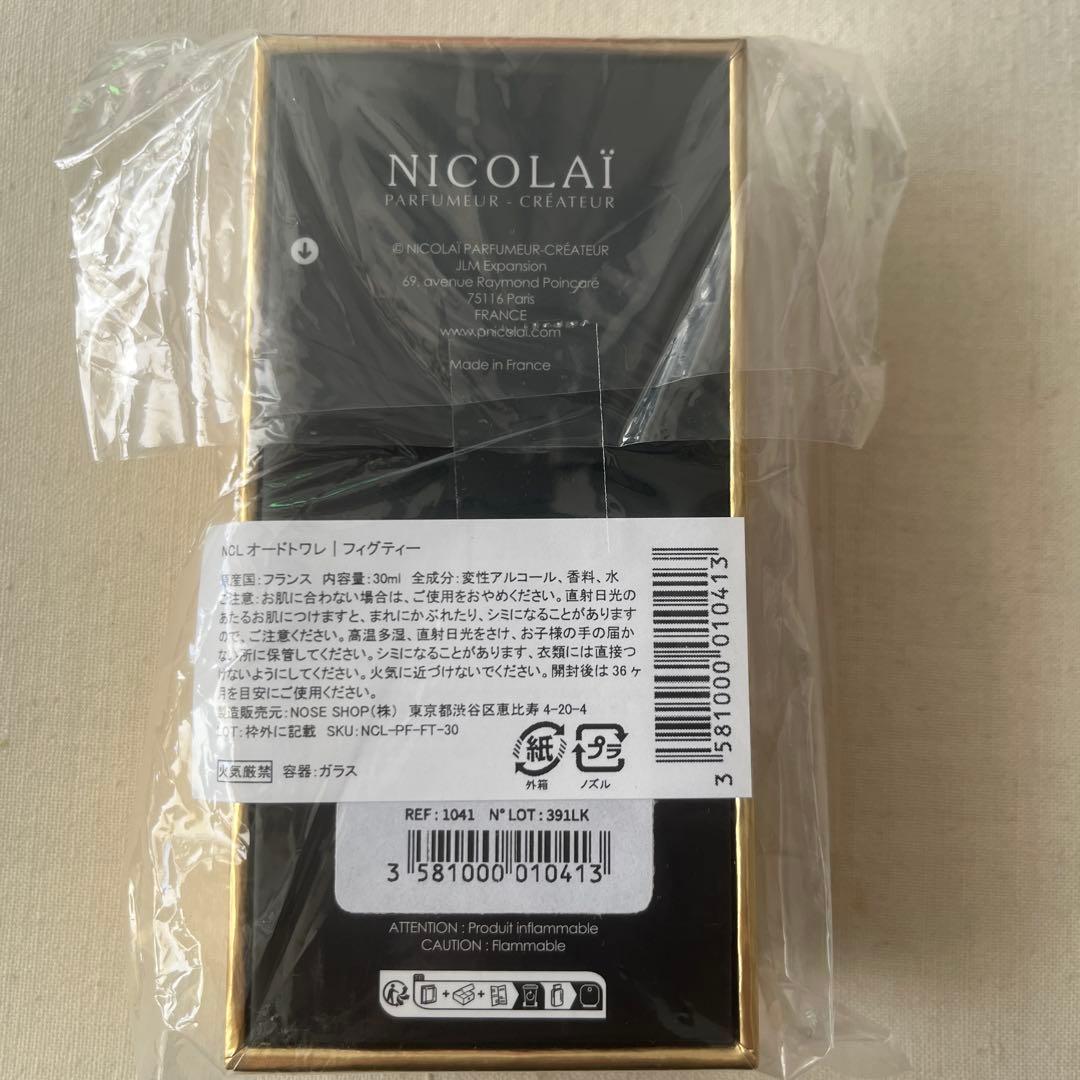 NICOLAÏ
PARFUMEUR - CRÉATEUR
© NICOLAÏ PARFUMEUR-CRÉATEUR
JLM Expansion
69, avenue Raymond Poincaré
75116 Paris
FRANCE
www.pnicolai.com
Made in France
NCL オードトワレ | フィグティー
原産国:フランス 内容量:30ml 全成分:変性アルコール、香料、水
ご注意:お肌に合わない場合は、ご使用をおやめください。直射日光の
あたるお肌につけますと、まれにかぶれたり、シミになることがあります
ので、ご注意ください。高温多湿、直射日光をさけ、お子様の手の届か
ない所に保管してください。シミになることがあります、衣類には直接つ
けないようにしてください。火気に近づけないでください。開封後は36ヶ
月を目安にご使用ください。
製造販売元:NOSE SHOP(株) 東京都渋谷区恵比寿 4-20-4
LOT:枠外に記載 SKU:NCL-PF-FT-30
火気厳禁 容器:ガラス
紙
外箱
プラ
ノズル
3 581000 010413
REF : 1041 N° LOT : 391LK
3 581000 010413
ATTENTION : Produit inflammable
CAUTION : Flammable